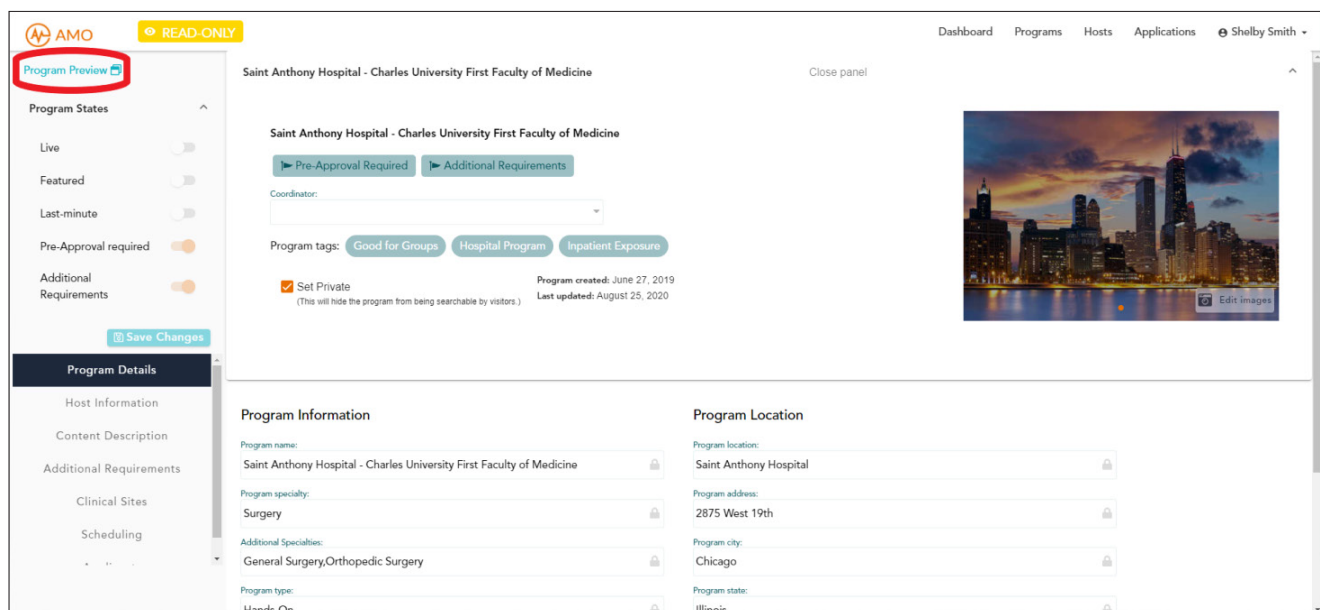 AMO
READ-ONLY
Dashboard Programs Hosts Applications Shelby Smith
Program Preview
Program States
Live
Featured
Last-minute
Pre-Approval required
Additional
Requirements
Save Changes
Program Details
Host Information
Content Description
Additional Requirements
Clinical Sites
Scheduling
Saint Anthony Hospital - Charles University First Faculty of Medicine
Close panel
Saint Anthony Hospital - Charles University First Faculty of Medicine
Pre-Approval Required Additional Requirements
Coordinator:
Program tags: Good for Groups Hospital Program Inpatient Exposure
Set Private
(This will hide the program from being searchable by visitors.)
Program created: June 27, 2019
Last updated: August 25, 2020
Edit images
Program Information
Program name:
Saint Anthony Hospital - Charles University First Faculty of Medicine
Program specialty:
Surgery
Additional Specialties:
General Surgery,Orthopedic Surgery
Program type:
Hands-On
Program Location
Program location:
Saint Anthony Hospital
Program address:
2875 West 19th
Program city:
Chicago
Program state:
Illinois